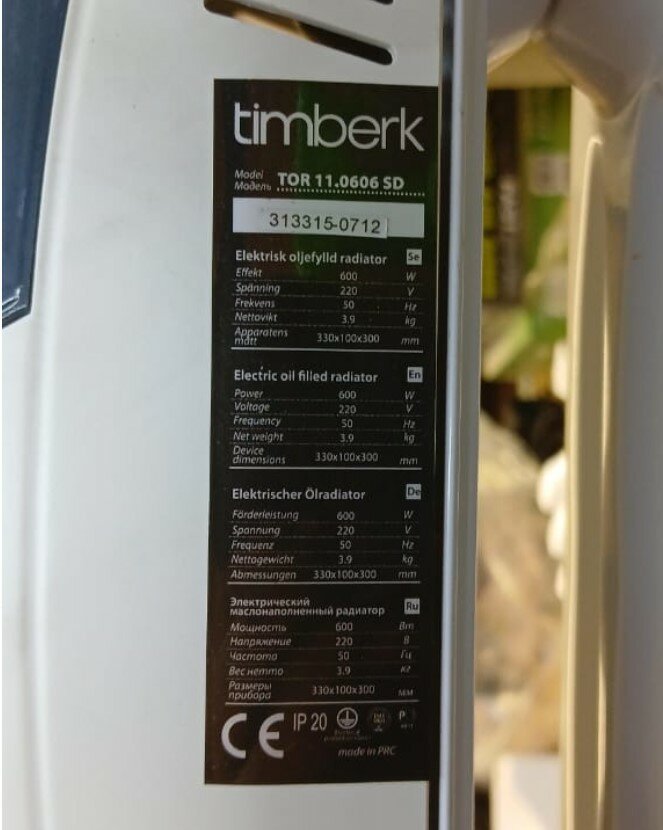 timberk
Model
Модель TOR 11.0606 SD
313315-0712
Elektrisk oljefylld radiator Se
Effekt 600 W
Spänning 220 V
Frekvens 50 Hz
Nettovikt 3.9 kg
Apparatens
mått 330x100x300 mm
Electric oil filled radiator En
Power 600 W
Voltage 220 V
Frequency 50 Hz
Net weight 3.9 kg
Device
dimensions 330x100x300 mm
Elektrischer Ölradiator De
Förderleistung 600 W
Spannung 220 V
Frequenz 50 Hz
Nettogewicht 3.9 kg
Abmessungen 330x100x300 mm
Электрический
маслонаполненный радиатор Ru
Мощность 600 Вт
Напряжение 220 В
Частота 50 Гц
Вес нетто 3.9 кг
Размеры
прибора 330x100x300 мм
CE IP 20
made in PRC